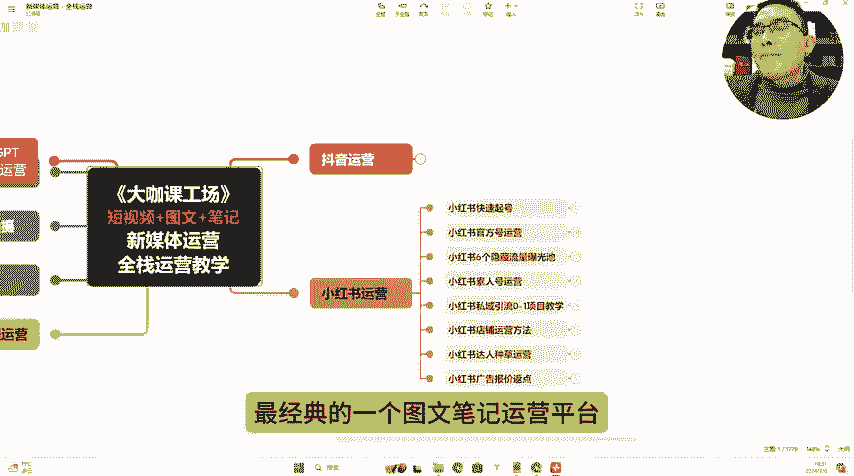 新媒体运营·全栈运营
GPT
运营
播
运营
《大咖课工场》
短视频+图文+笔记
新媒体运营
全栈运营教学
抖音运营
小红书运营
小红书快速起号
小红书官方号运营
小红书6个隐藏流量曝光池
小红书素人号运营
小红书私域引流0-1项目教学
小红书店铺运营方法
小红书达人种草运营
小红书广告报价返点
最经典的一个图文笔记运营平台